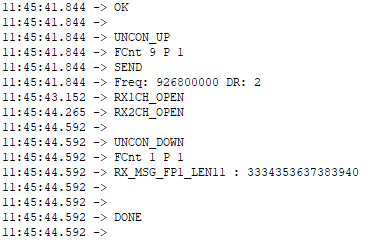 11:45:41.844 -> OK
11:45:41.844 ->
11:45:41.844 -> UNCON_UP
11:45:41.844 -> FCnt 9 P 1
11:45:41.844 -> SEND
11:45:41.844 -> Freq: 926800000 DR: 2
11:45:43.152 -> RX1CH_OPEN
11:45:44.265 -> RX2CH_OPEN
11:45:44.592 ->
11:45:44.592 -> UNCON_DOWN
11:45:44.592 -> FCnt 1 P 1
11:45:44.592 -> RX_MSG_FP1_LEN11 : 3334353637383940
11:45:44.592 ->
11:45:44.592 ->
11:45:44.592 -> DONE
11:45:44.592 ->